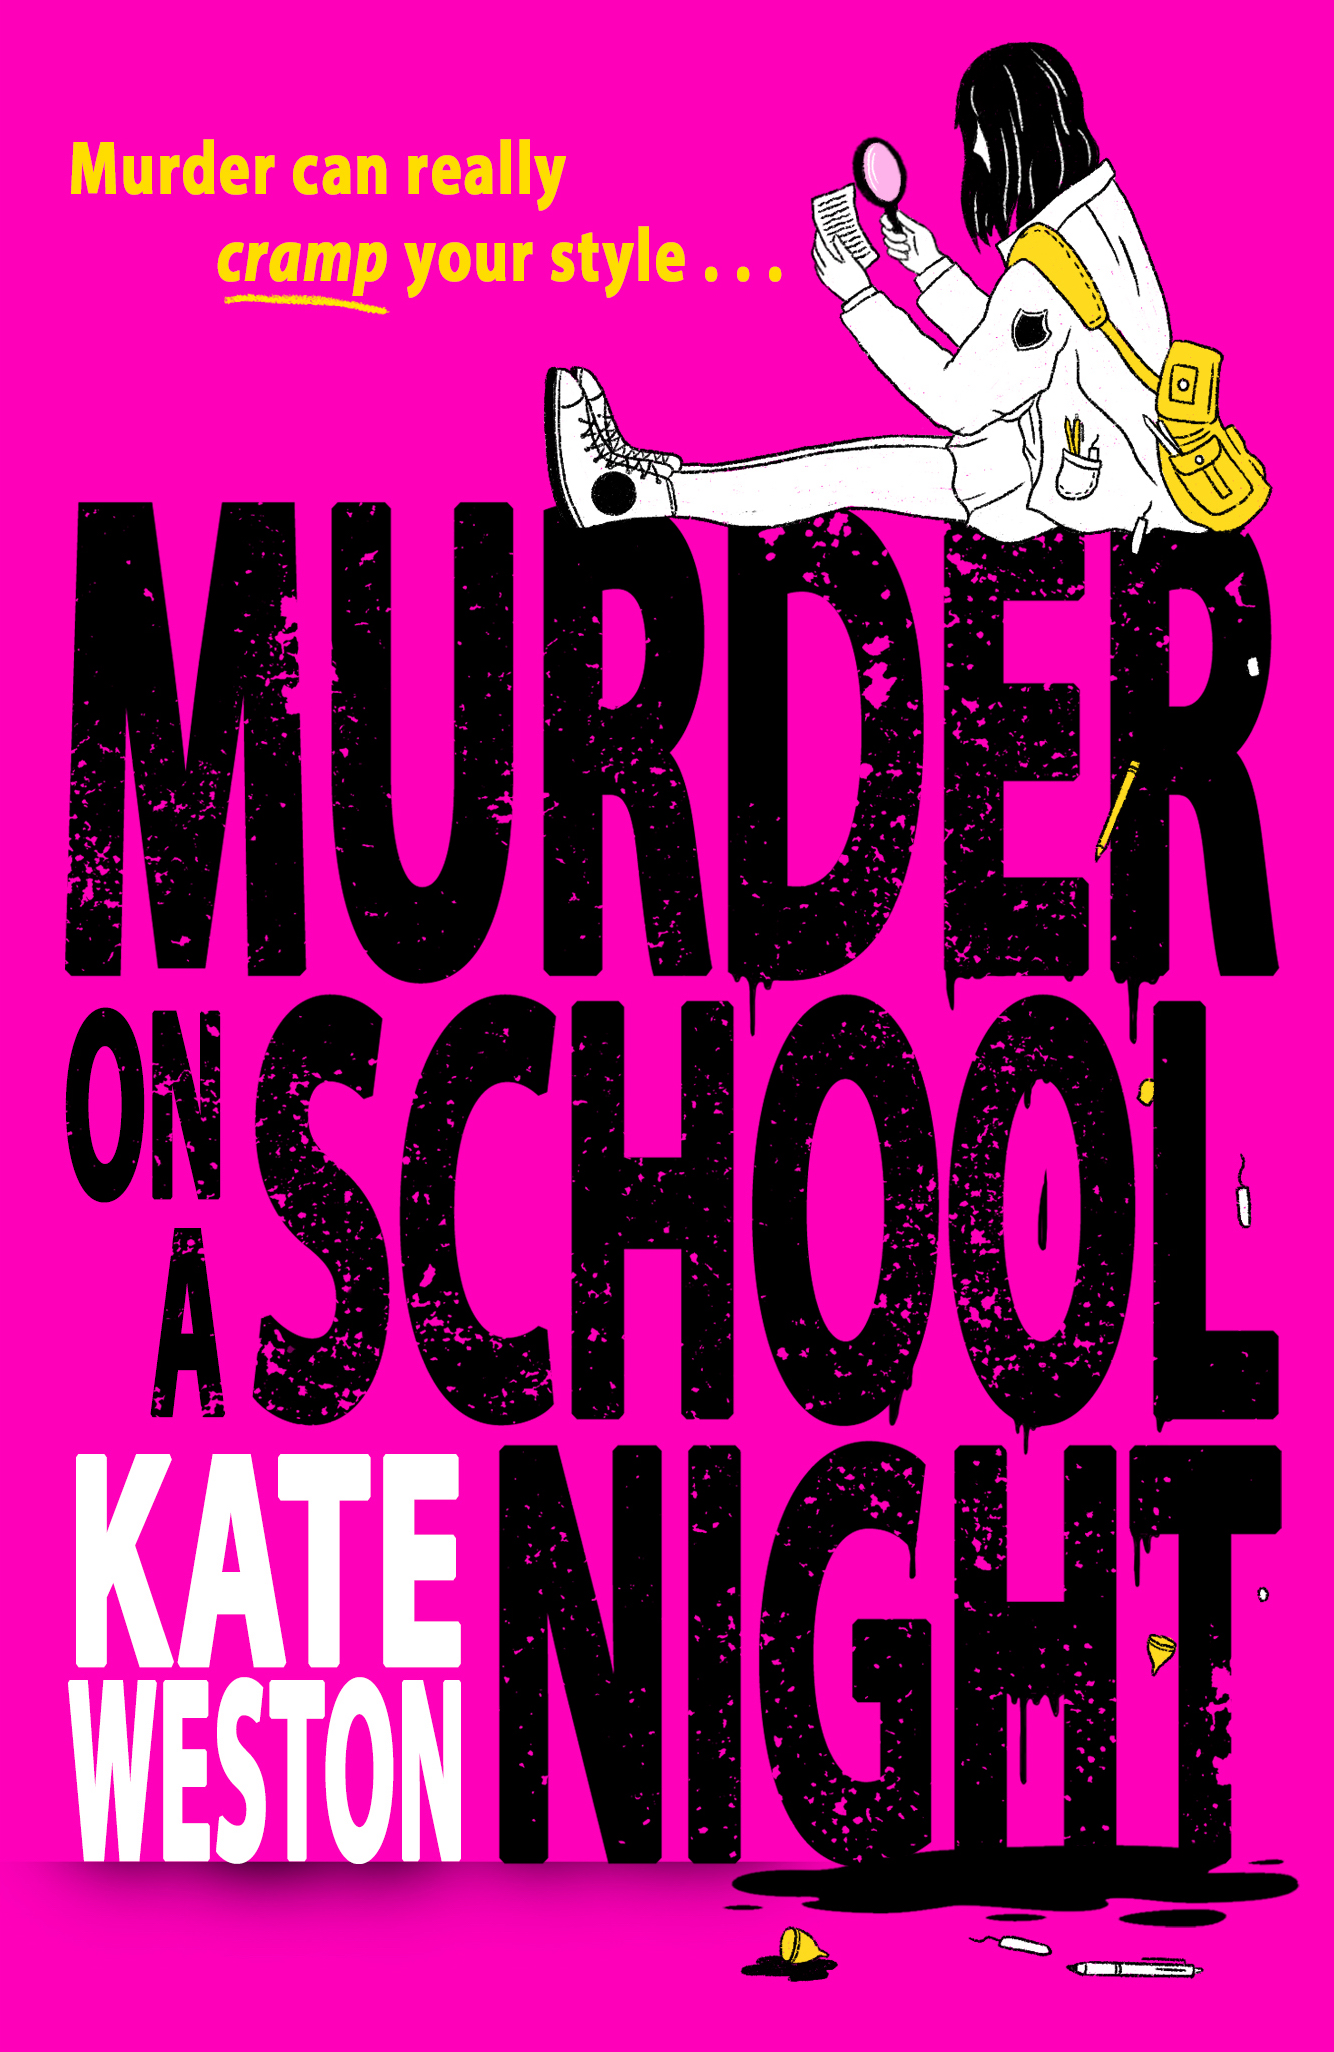 Murder can really
cramp your style . . .
MURDER
ON A SCHOOL
KATE WESTON
NIGHT